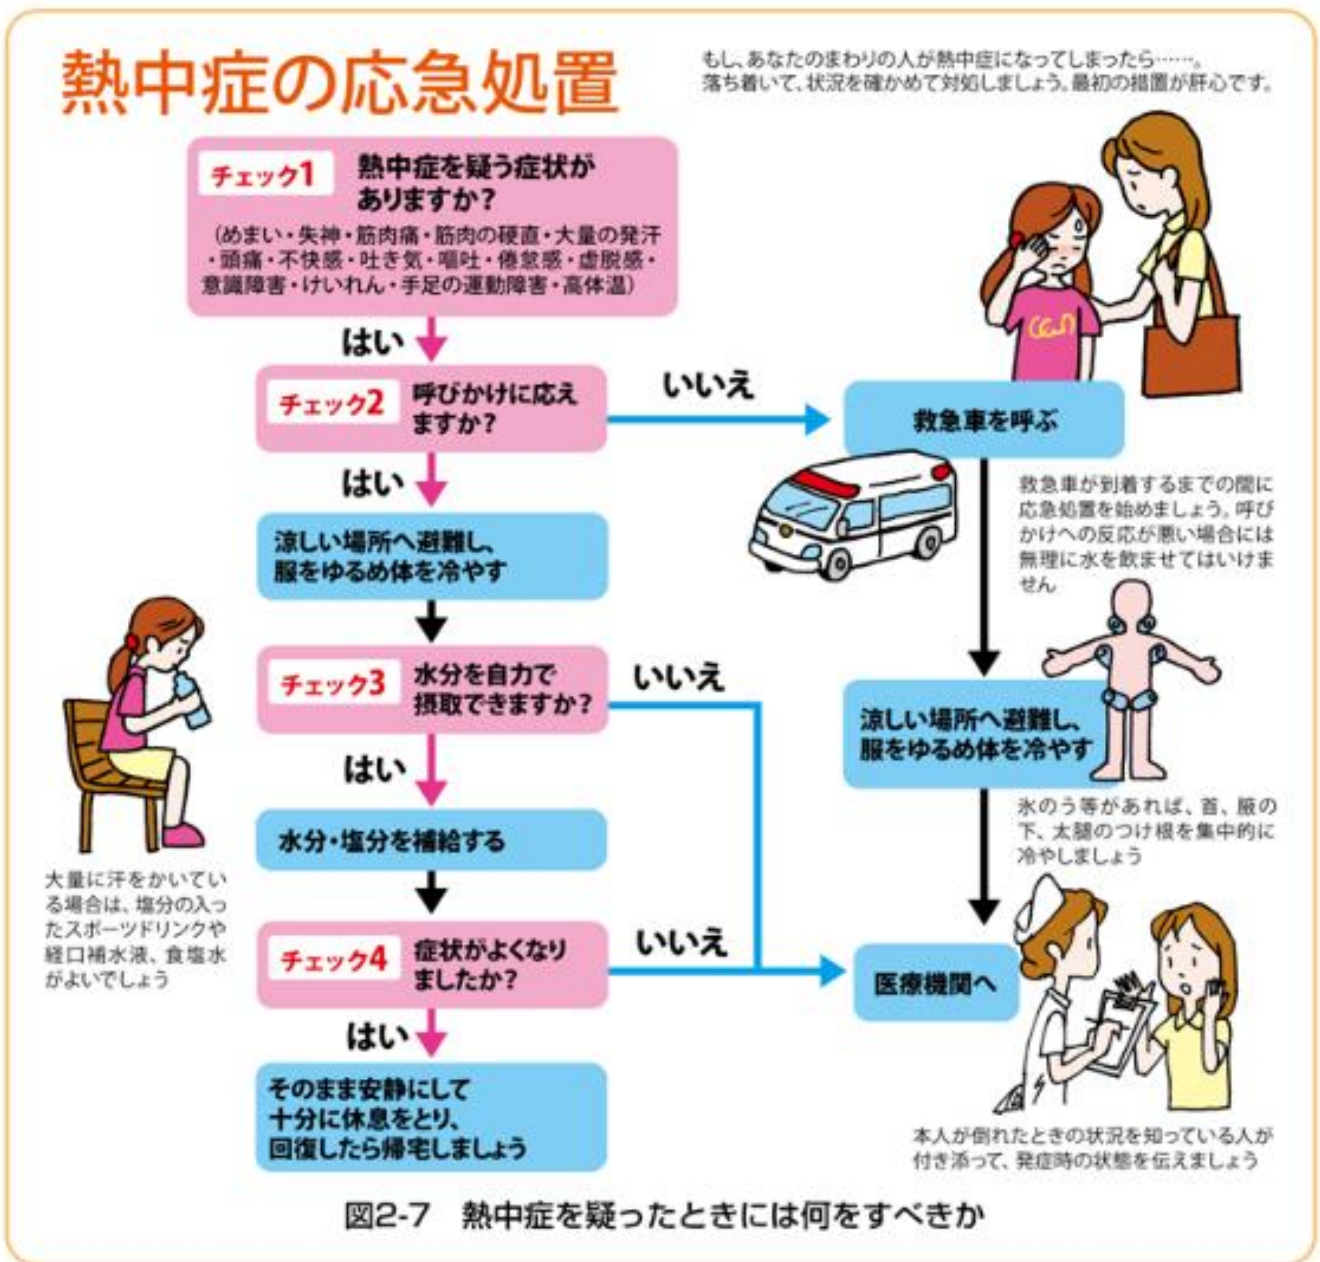 熱中症の応急処置
もし、あなたのまわりの人が熱中症になってしまったら……。
落ち着いて、状況を確かめて対処しましょう。最初の措置が肝心です。
チェック1
熱中症を疑う症状が
ありますか?
(めまい・失神・筋肉痛・筋肉の硬直・大量の発汗
・頭痛・不快感・吐き気・嘔吐・倦怠感・虚脱感・
意識障害・けいれん・手足の運動障害・高体温)
はい
チェック2
呼びかけに応え
ますか?
いいえ
救急車を呼ぶ
はい
救急車が到着するまでの間に
応急処置を始めましょう。呼び
かけへの反応が悪い場合には
無理に水を飲ませてはいけま
せん
涼しい場所へ避難し、
服をゆるめ体を冷やす
チェック3
水分を自力で
摂取できますか?
いいえ
涼しい場所へ避難し、
服をゆるめ体を冷やす
はい
氷のう等があれば、首、腋の
下、太腿のつけ根を集中的に
冷やしましょう
水分・塩分を補給する
大量に汗をかいてい
る場合は、塩分の入っ
たスポーツドリンクや
経口補水液、食塩水
がよいでしょう
チェック4
症状がよくなり
ましたか?
いいえ
医療機関へ
はい
そのまま安静にして
十分に休息をとり、
回復したら帰宅しましょう
本人が倒れたときの状況を知っている人が
付き添って、発症時の状態を伝えましょう
図2-7 熱中症を疑ったときには何をすべきか